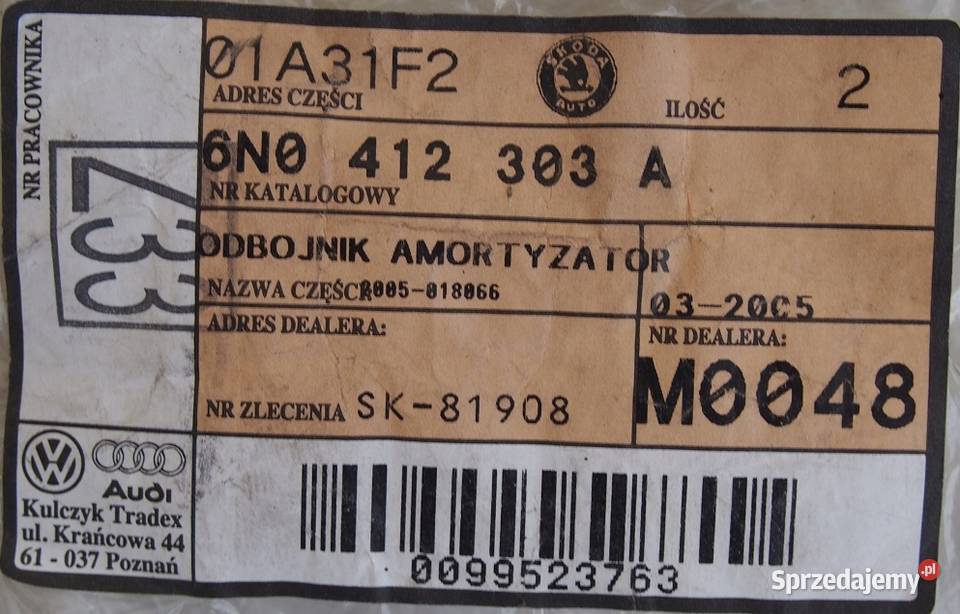 NR PRACOWNIKA
Z33
01A31F2
ADRES CZĘŚCI
ŠKODA
AUTO
ILOŚĆ
2
6N0 412 303 A
NR KATALOGOWY
ODBOJNIK AMORTYZATOR
NAZWA CZĘŚCI
2005-018066
03-2005
ADRES DEALERA:
NR DEALERA:
M0048
NR ZLECENIA SK-81908
Audi
Kulczyk Tradex
ul. Krańcowa 44
61 - 037 Poznań
0099523763
Sprzedajemy.pl